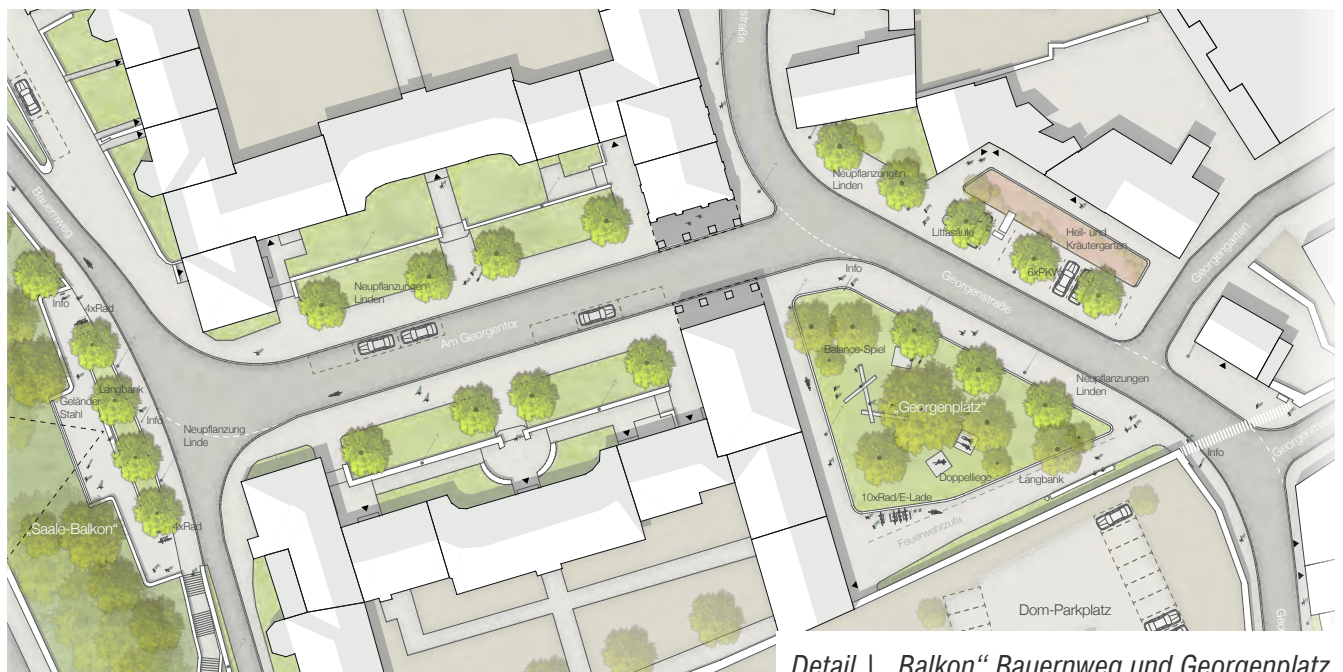 straße
Bauernweg
Info
4xRad
Langbank
Geländer
Stahl
Info
Neupflanzung
Linde
„Saale-Balkon“
4xRad
Neupflanzungen
Linden
Am Georgentor
Neupflanzungen
Linden
Litfasäule
Heil- und
Kräutergarten
6xPKW
Georgengarten
Info
Georgenstraße
Balance-Spiel
Neupflanzungen
Linden
„Georgenplatz“
Doppelliege
Langbank
10xRad/E-Lade
Feuerwehrzufa
Info
Dom-Parkplatz
Detail \ „Balkon“ Bauernweg und Georgenplatz